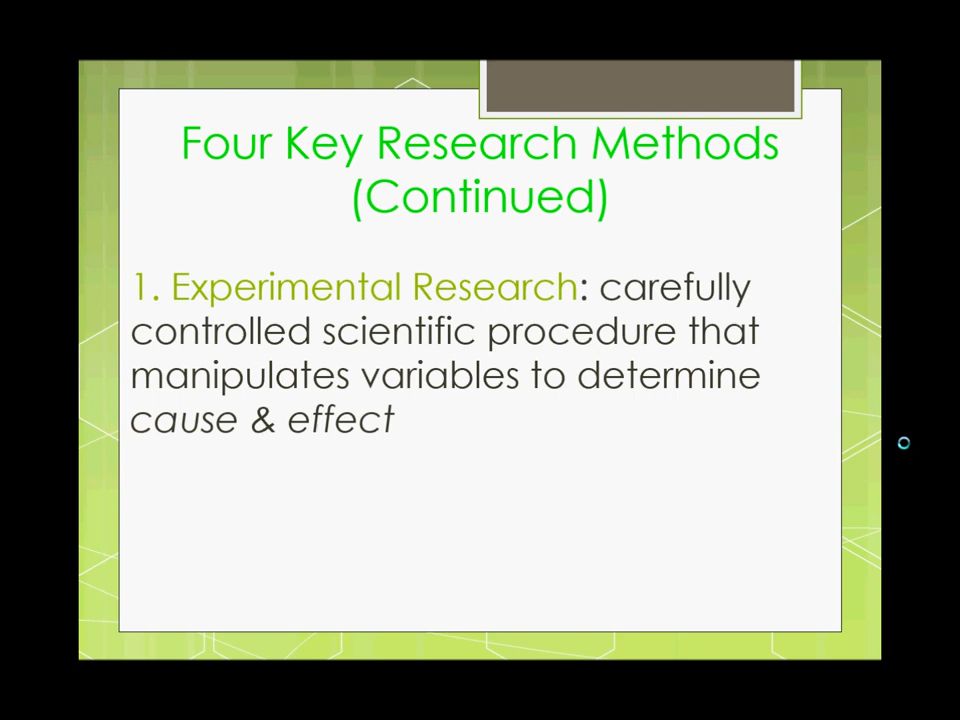 Four Key Research Methods
(Continued)
1. Experimental Research: carefully
controlled scientific procedure that
manipulates variables to determine
cause & effect